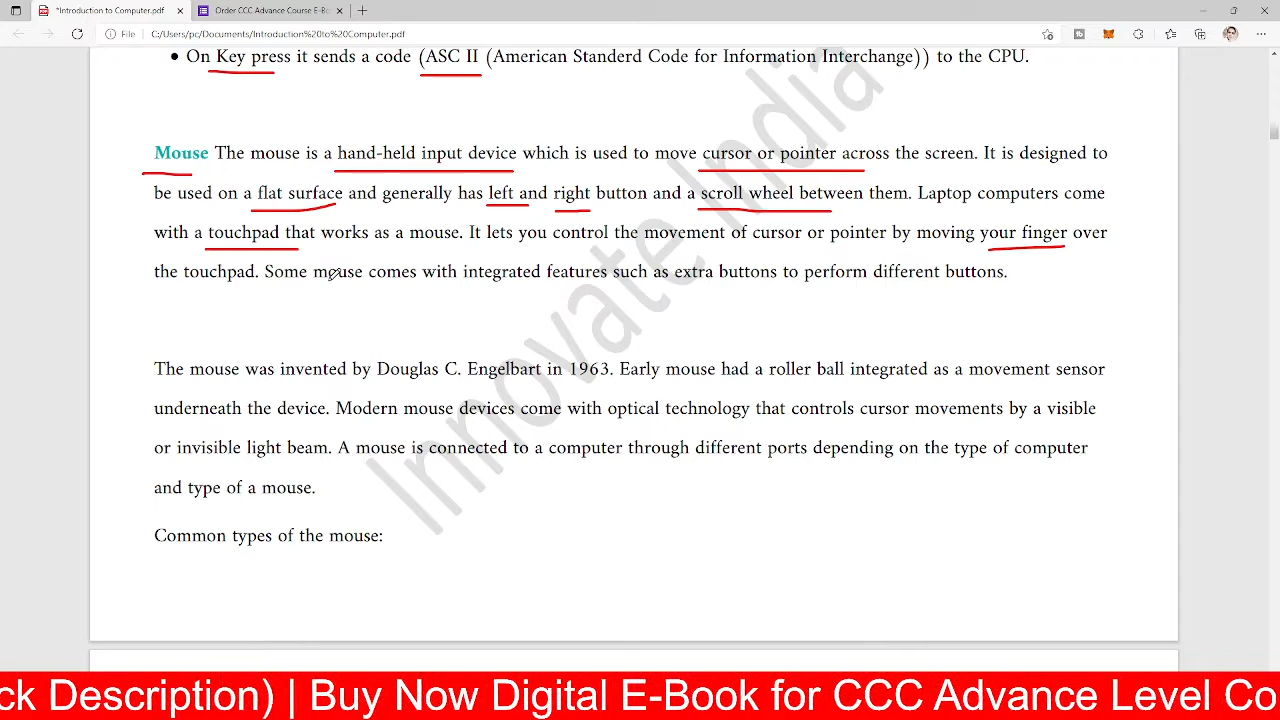 *Introduction to Computer.pdf
Order CCC Advance Course E-Bo
File
C:/Users/pc/Documents/Introduction%20to%20Computer.pdf
• On Key press it sends a code (ASC II (American Standerd Code for Information Interchange)) to the CPU.
Mouse The mouse is a hand-held input device which is used to move cursor or pointer across the screen. It is designed to
be used on a flat surface and generally has left and right button and a scroll wheel between them. Laptop computers come
with a touchpad that works as a mouse. It lets you control the movement of cursor or pointer by moving your finger over
the touchpad. Some mouse comes with integrated features such as extra buttons to perform different buttons.
The mouse was invented by Douglas C. Engelbart in 1963. Early mouse had a roller ball integrated as a movement sensor
underneath the device. Modern mouse devices come with optical technology that controls cursor movements by a visible
or invisible light beam. A mouse is connected to a computer through different ports depending on the type of computer
and type of a mouse.
Common types of the mouse:
Innovate India
ck Description) | Buy Now Digital E-Book for CCC Advance Level Co